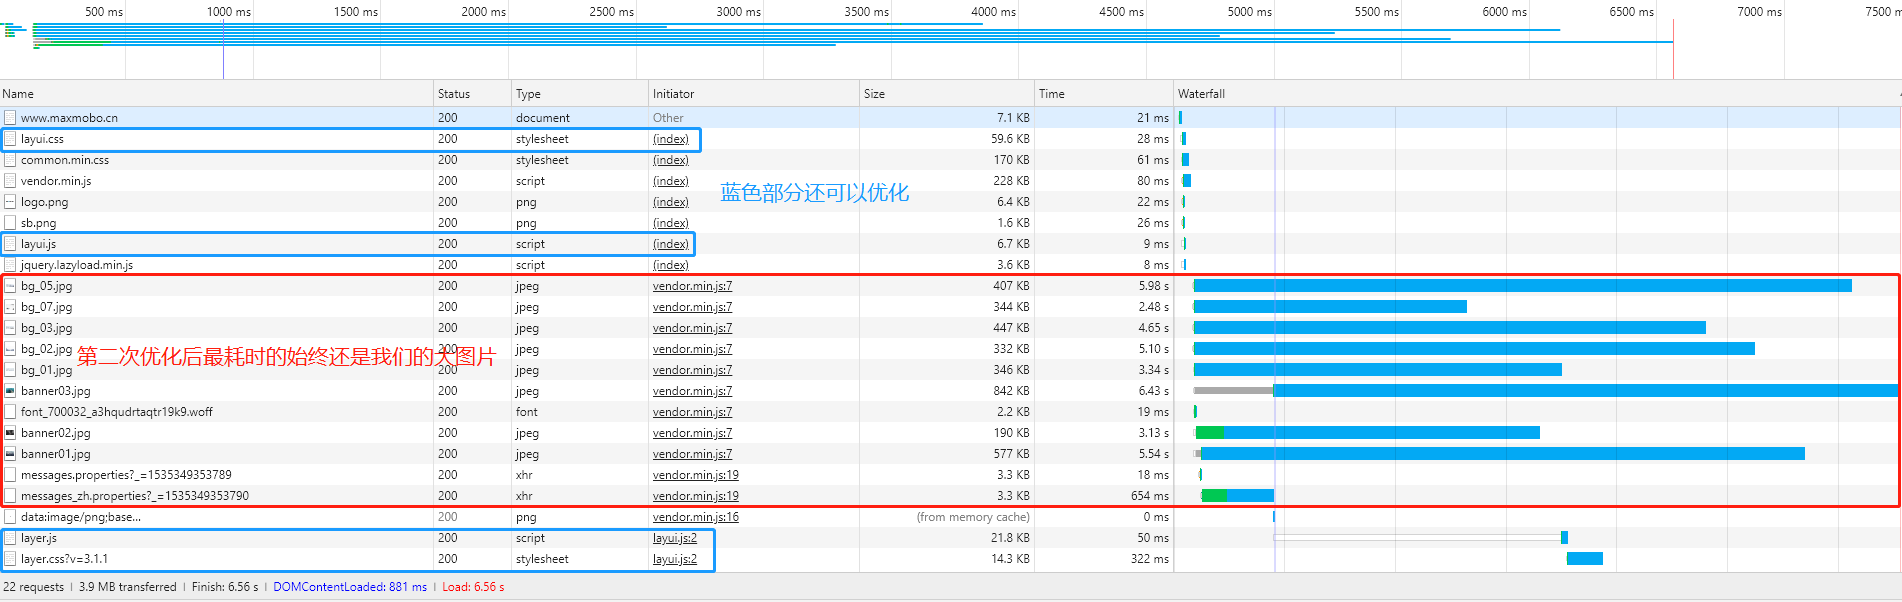 500 ms 1000 ms 1500 ms 2000 ms 2500 ms 3000 ms 3500 ms 4000 ms 4500 ms 5000 ms 5500 ms 6000 ms 6500 ms 7000 ms 7500 m
Name Status Type Initiator Size Time Waterfall
www.maxmobo.cn 200 document Other 7.1 KB 21 ms
layui.css 200 stylesheet (index) 59.6 KB 28 ms
common.min.css 200 stylesheet (index) 170 KB 61 ms
vendor.min.js 200 script (index) 228 KB 80 ms
蓝色部分还可以优化
logo.png 200 png (index) 6.4 KB 22 ms
sb.png 200 png (index) 1.6 KB 26 ms
layui.js 200 script (index) 6.7 KB 9 ms
jquery.lazyload.min.js 200 script (index) 3.6 KB 8 ms
bg_05.jpg 200 jpeg vendor.min.js:7 407 KB 5.98 s
bg_07.jpg 200 jpeg vendor.min.js:7 344 KB 2.48 s
bg_03.jpg 200 jpeg vendor.min.js:7 447 KB 4.65 s
bg_02.jpg 200 jpeg vendor.min.js:7 332 KB 5.10 s
第二次优化后最耗时的始终还是我们的大图片
bg_01.jpg 200 jpeg vendor.min.js:7 346 KB 3.34 s
banner03.jpg 200 jpeg vendor.min.js:7 842 KB 6.43 s
font_700032_a3hqudrtaqtr19k9.woff 200 font vendor.min.js:7 2.2 KB 19 ms
banner02.jpg 200 jpeg vendor.min.js:7 190 KB 3.13 s
banner01.jpg 200 jpeg vendor.min.js:7 577 KB 5.54 s
messages.properties?_=1535349353789 200 xhr vendor.min.js:19 3.3 KB 18 ms
messages_zh.properties?_=1535349353790 200 xhr vendor.min.js:19 3.3 KB 654 ms
data:image/png;base... 200 png vendor.min.js:16 (from memory cache) 0 ms
layer.js 200 script layui.js:2 21.8 KB 50 ms
layer.css?v=3.1.1 200 stylesheet layui.js:2 14.3 KB 322 ms
22 requests | 3.9 MB transferred | Finish: 6.56 s | DOMContentLoaded: 881 ms | Load: 6.56 s